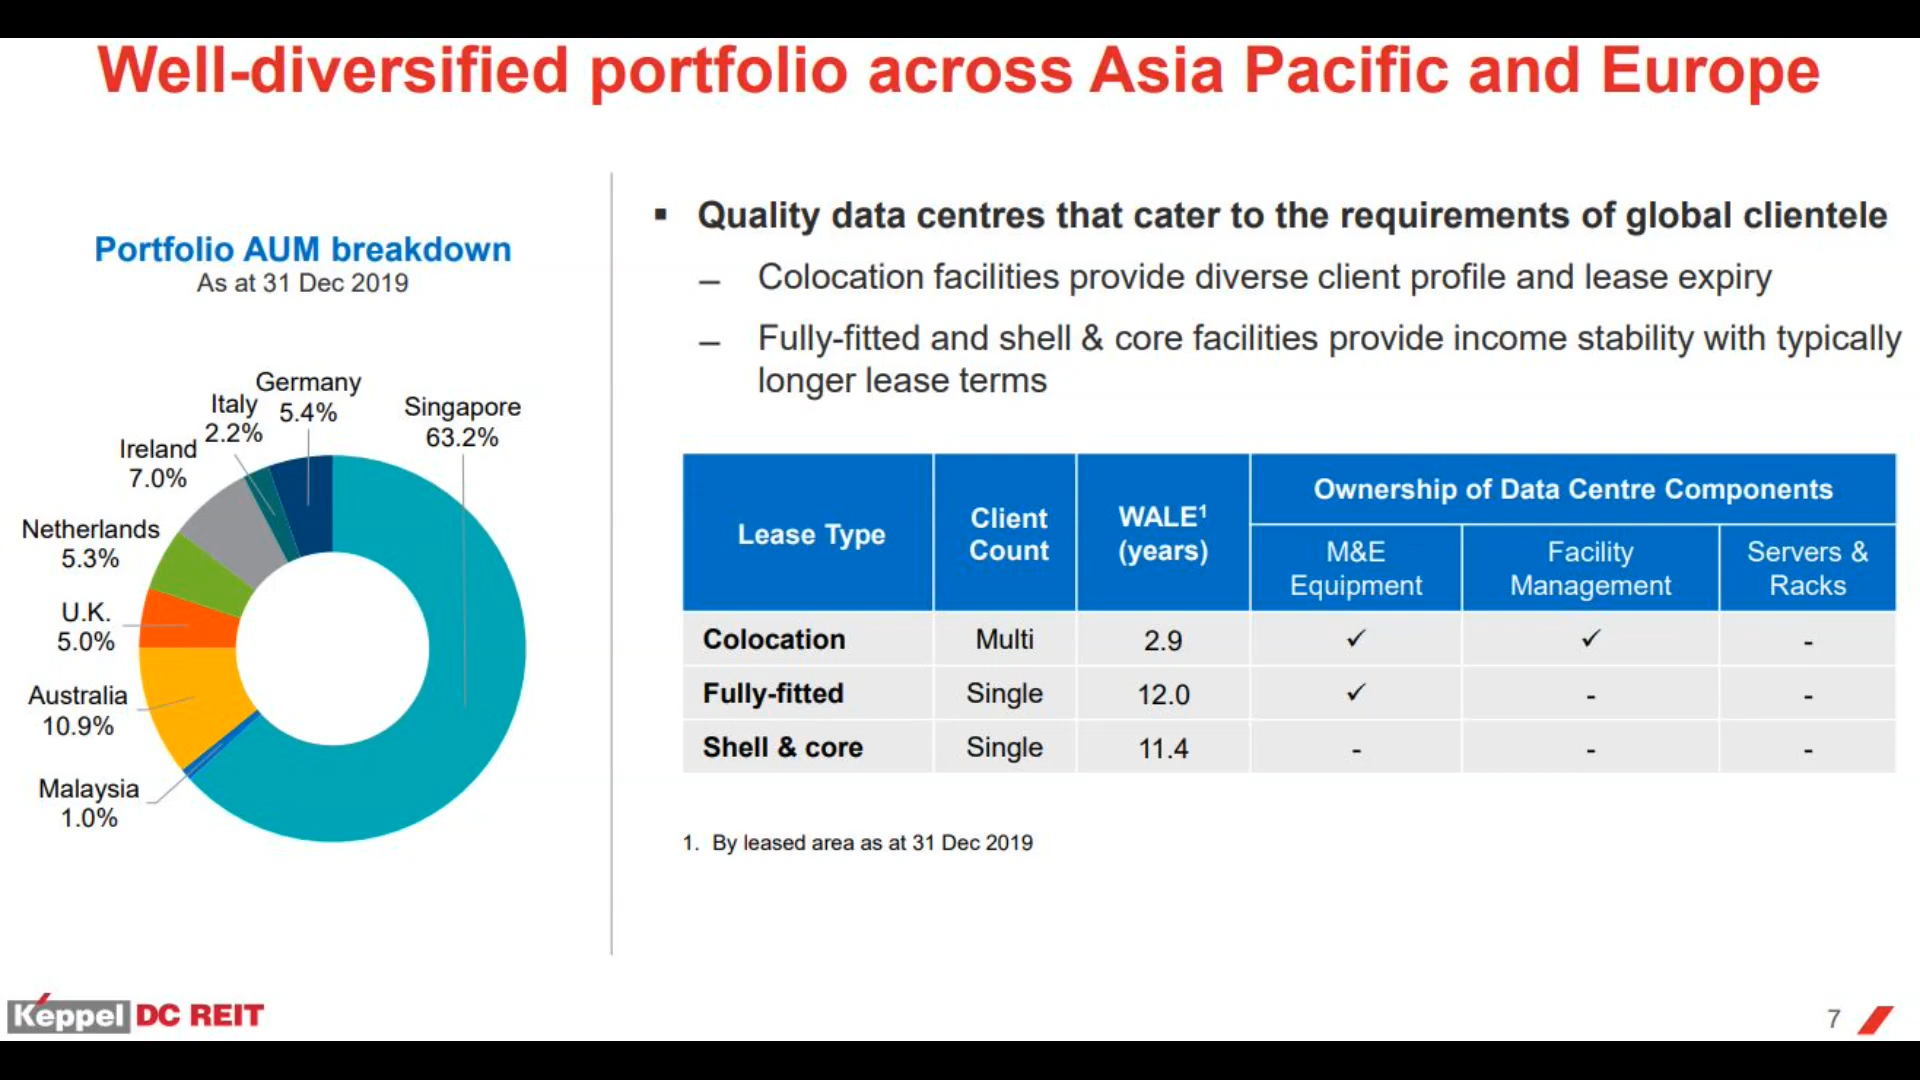 Well-diversified portfolio across Asia Pacific and Europe
Portfolio AUM breakdown
As at 31 Dec 2019
Germany
5.4%
Italy
2.2%
Singapore
63.2%
Ireland
7.0%
Netherlands
5.3%
U.K.
5.0%
Australia
10.9%
Malaysia
1.0%
▪ Quality data centres that cater to the requirements of global clientele
– Colocation facilities provide diverse client profile and lease expiry
– Fully-fitted and shell & core facilities provide income stability with typically
longer lease terms
Lease Type
Client
Count
WALE¹
(years)
Ownership of Data Centre Components
M&E
Equipment
Facility
Management
Servers &
Racks
Colocation Multi 2.9 ✓ ✓ -
Fully-fitted Single 12.0 ✓ - -
Shell & core Single 11.4 - - -
1. By leased area as at 31 Dec 2019
Keppel DC REIT
7